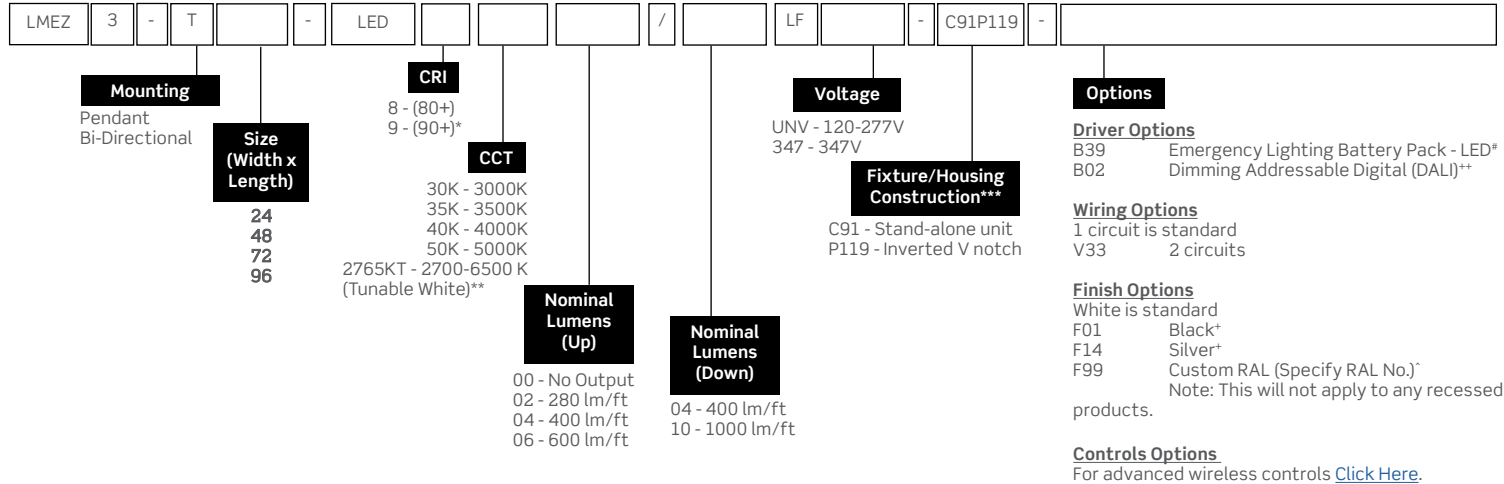 LMEZ 3 - T - LED / LF - C91P119 -
Mounting
Pendant
Bi-Directional
Size
(Width x
Length)
24
48
72
96
CRI
8 - (80+)
9 - (90+)*
CCT
30K - 3000K
35K - 3500K
40K - 4000K
50K - 5000K
2765KT - 2700-6500 K
(Tunable White)**
Nominal
Lumens
(Up)
00 - No Output
02 - 280 lm/ft
04 - 400 lm/ft
06 - 600 lm/ft
Nominal
Lumens
(Down)
04 - 400 lm/ft
10 - 1000 lm/ft
Voltage
UNV - 120-277V
347 - 347V
Fixture/Housing
Construction***
C91 - Stand-alone unit
P119 - Inverted V notch
Options
Driver Options
B39 Emergency Lighting Battery Pack - LED#
B02 Dimming Addressable Digital (DALI)++
Wiring Options
1 circuit is standard
V33 2 circuits
Finish Options
White is standard
F01 Black+
F14 Silver+
F99 Custom RAL (Specify RAL No.)^
Note: This will not apply to any recessed
products.
Controls Options
For advanced wireless controls Click Here.